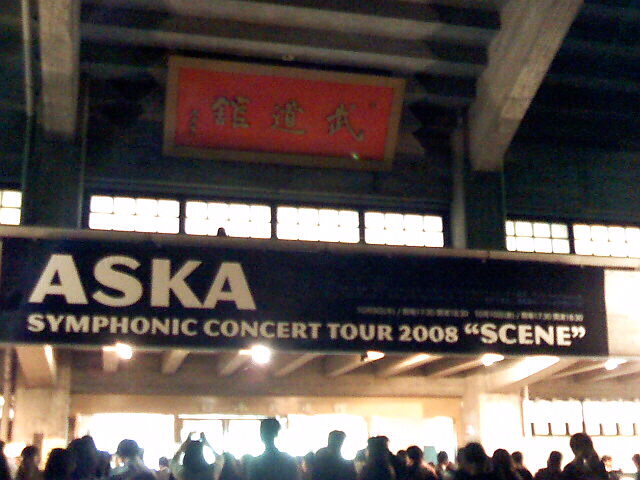 武道館
ASKA
SYMPHONIC CONCERT TOUR 2008 “SCENE”